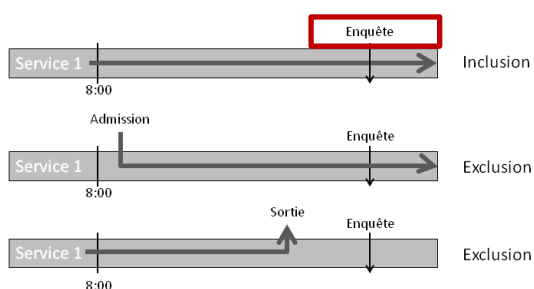 Enquête
Service 1
Inclusion
8:00
Admission
Enquête
Service 1
Exclusion
8:00
Sortie
Enquête
Service 1
Exclusion
8:00